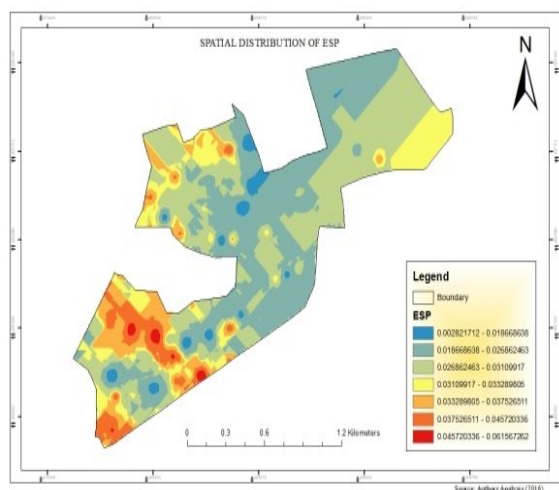 SPATIAL DISTRIBUTION OF ESP
N
Legend
Boundary
ESP
0.002821712 - 0.018668638
0.018668638 - 0.026862463
0.026862463 - 0.03109917
0.03109917 - 0.033289805
0.033289805 - 0.037526511
0.037526511 - 0.045720336
0.045720336 - 0.061567262
0 0.3 0.6 1.2 Kilometers
Source: Authors Analysis (2016)